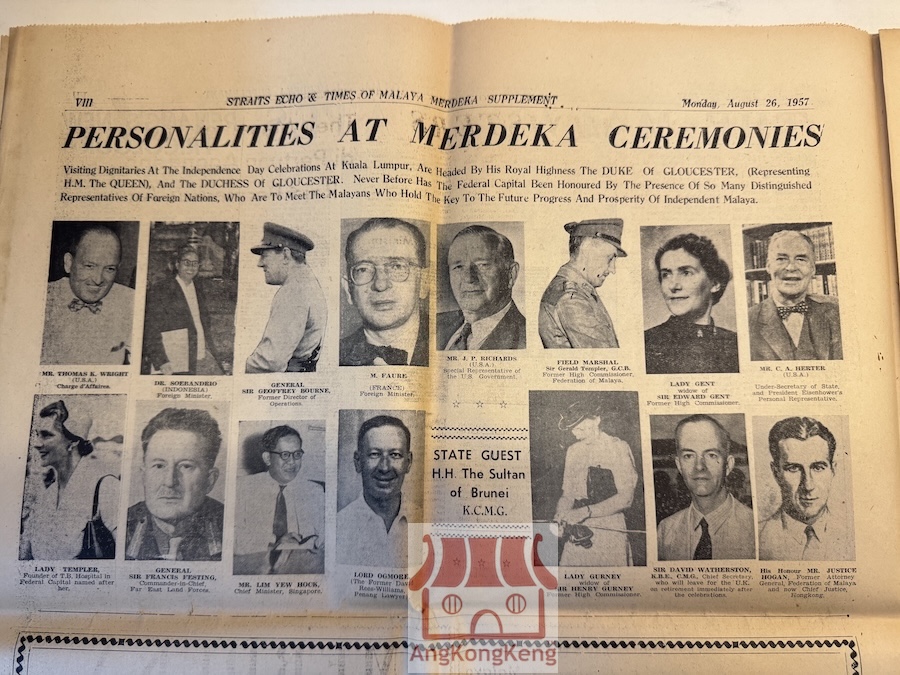 VIII STRAITS ECHO & TIMES OF MALAYA MERDEKA SUPPLEMENT Monday, August 26, 1957
PERSONALITIES AT MERDEKA CEREMONIES
Visiting Dignitaries At The Independence Day Celebrations At Kuala Lumpur, Are Headed By His Royal Highness The DUKE Of GLOUCESTER, (Representing
H.M. The QUEEN), And The DUCHESS Of GLOUCESTER. Never Before Has The Federal Capital Been Honoured By The Presence Of So Many Distinguished
Representatives Of Foreign Nations, Who Are To Meet The Malayans Who Hold The Key To The Future Progress And Prosperity Of Independent Malaya.
MR. THOMAS K. WRIGHT
(U.S.A.)
Charge d'Affaires.
DR. SOEBANDRIO
(INDONESIA)
Foreign Minister.
GENERAL
SIR GEOFFREY BOURNE,
Former Director of
Operations.
M. FAURE
(FRANCE)
Foreign Minister.
MR. J. P. RICHARDS
(U.S.A.)
Special Representative of
the U.S. Government.
FIELD MARSHAL
Sir Gerald Templer, G.C.B.
Former High Commissioner,
Federation of Malaya.
LADY GENT
widow of
SIR EDWARD GENT
Former High Commissioner.
MR. C. A. HERTER
(U.S.A.)
Under-Secretary of State,
and President Eisenhower's
Personal Representative.
LADY TEMPLER,
Founder of T.B. Hospital in
Federal Capital named after
her.
GENERAL
SIR FRANCIS FESTING,
Commander-in-Chief,
Far East Land Forces.
MR. LIM YEW HOCK,
Chief Minister, Singapore.
LORD OGMORE
(The Former David
Rees-Williams,
Penang Lawyer)
STATE GUEST
H.H. The Sultan
of Brunei
K.C.M.G.
LADY GURNEY
widow of
SIR HENRY GURNEY
Former High Commissioner.
SIR DAVID WATHERSTON,
K.B.E., C.M.G., Chief Secretary,
who will leave for the U.K.
on retirement immediately after
the celebrations.
His Honour MR. JUSTICE
HOGAN, Former Attorney
General, Federation of Malaya
and now Chief Justice,
Hongkong.
AngKongKeng